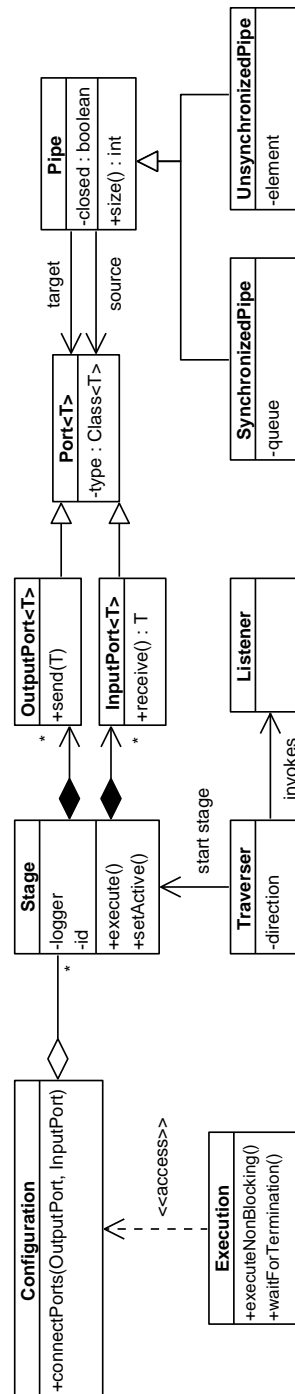 Configuration
+connectPorts(OutputPort, InputPort)
*
Stage
-logger
-id
+execute()
+setActive()
*
OutputPort<T>
+send(T)
*
InputPort<T>
+receive() : T
Port<T>
-type : Class<T>
target
source
Pipe
-closed : boolean
+size() : int
<<access>>
start stage
Execution
+executeNonBlocking()
+waitForTermination()
Traverser
-direction
invokes
Listener
SynchronizedPipe
-queue
UnsynchronizedPipe
-element